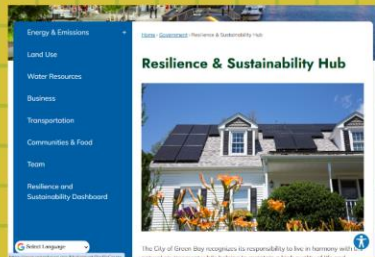 Energy & Emissions +
Land Use
Water Resources
Business
Transportation
Communities & Food
Team
Resilience and
Sustainability Dashboard
Select Language
Home › Government › Resilience & Sustainability Hub
Resilience & Sustainability Hub
The City of Green Bay recognizes its responsibility to live in harmony with